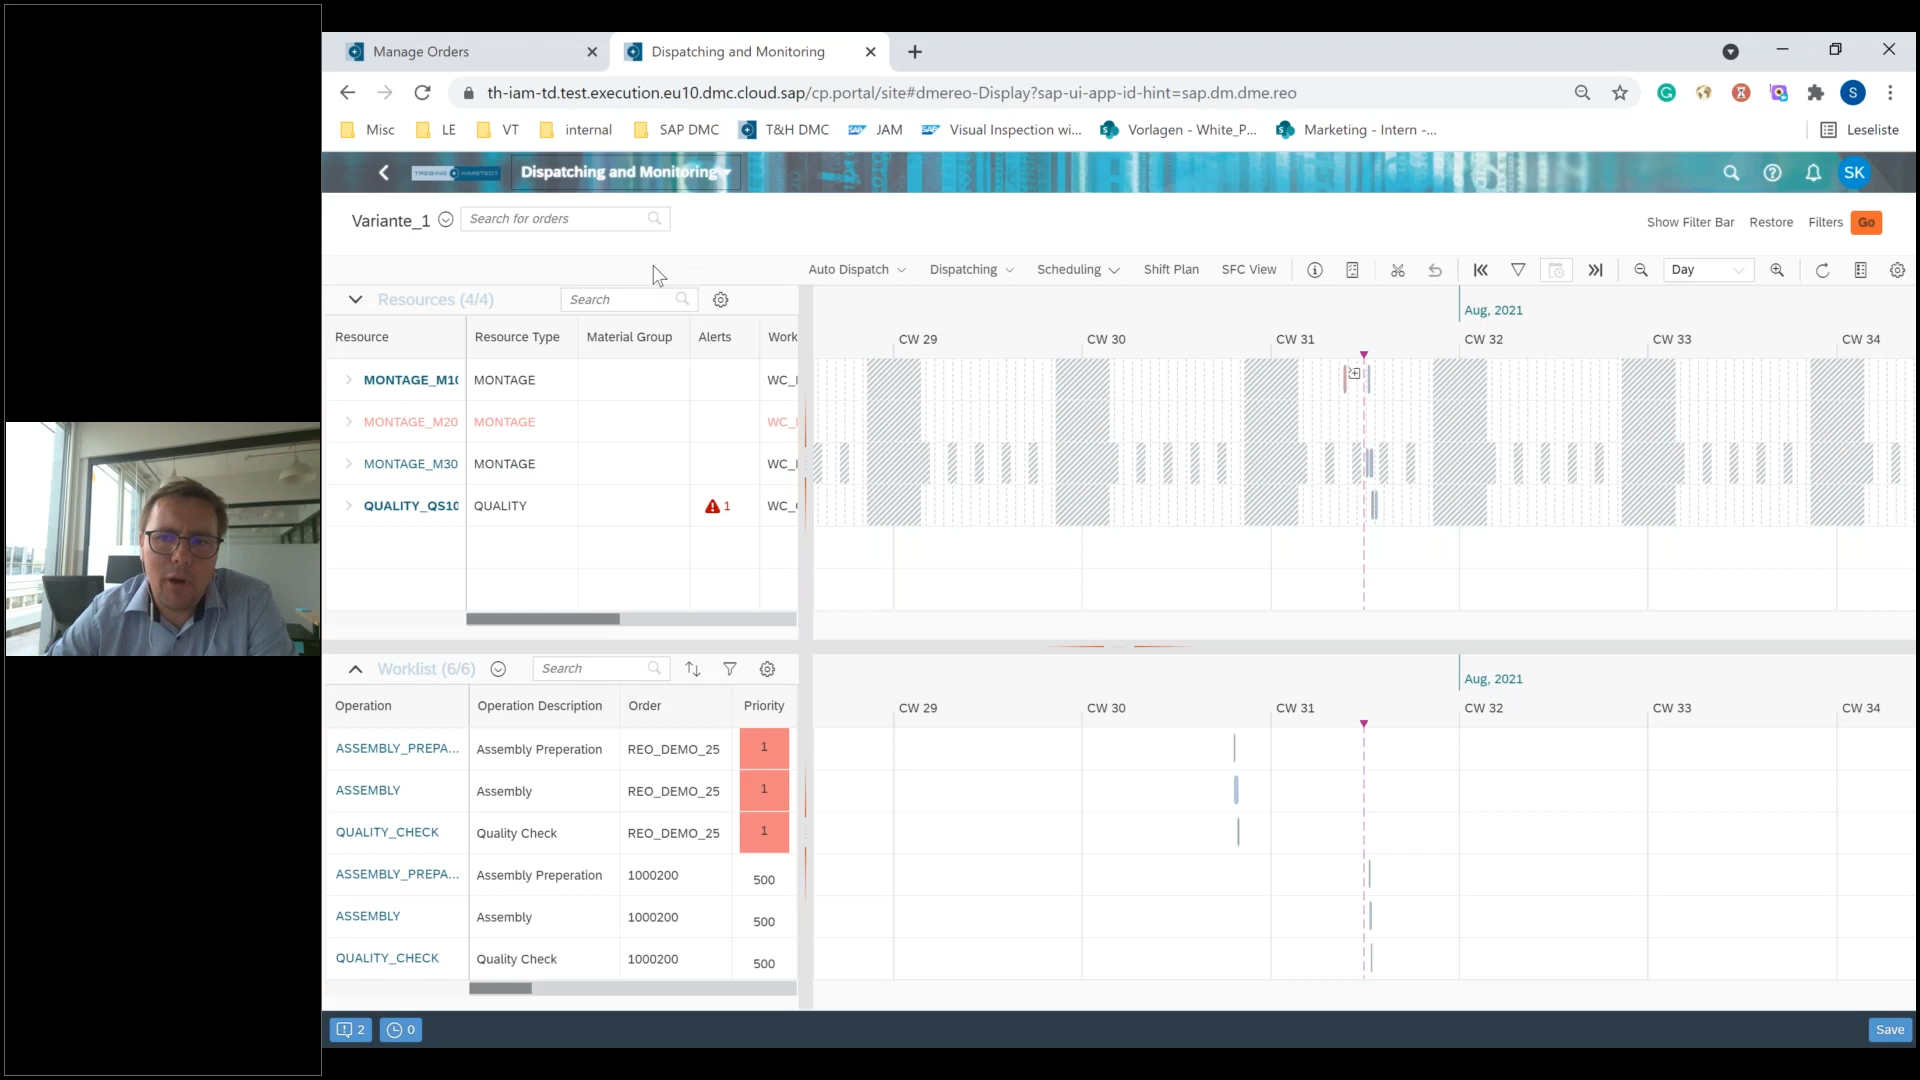 Manage Orders
Dispatching and Monitoring
th-iam-td.test.execution.eu10.dmc.cloud.sap/cp.portal/site#dmereo-Display?sap-ui-app-id-hint=sap.dm.dme.reo
S
Misc LE VT internal SAP DMC T&H DMC JAM Visual Inspection wi... Vorlagen - White_P... Marketing - Intern -... Leseliste
TREBING HIMSTEDT Dispatching and Monitoring SK
Variante_1 Search for orders Show Filter Bar Restore Filters Go
Auto Dispatch Dispatching Scheduling Shift Plan SFC View Day
Resources (4/4) Search
Aug, 2021
Resource Resource Type Material Group Alerts Work
CW 29 CW 30 CW 31 CW 32 CW 33 CW 34
MONTAGE_M10 MONTAGE WC_
MONTAGE_M20 MONTAGE WC_
MONTAGE_M30 MONTAGE WC_
QUALITY_QS10 QUALITY 1 WC_
Worklist (6/6) Search
Aug, 2021
Operation Operation Description Order Priority
CW 29 CW 30 CW 31 CW 32 CW 33 CW 34
ASSEMBLY_PREPA... Assembly Preperation REO_DEMO_25 1
ASSEMBLY Assembly REO_DEMO_25 1
QUALITY_CHECK Quality Check REO_DEMO_25 1
ASSEMBLY_PREPA... Assembly Preperation 1000200 500
ASSEMBLY Assembly 1000200 500
QUALITY_CHECK Quality Check 1000200 500
2 0 Save